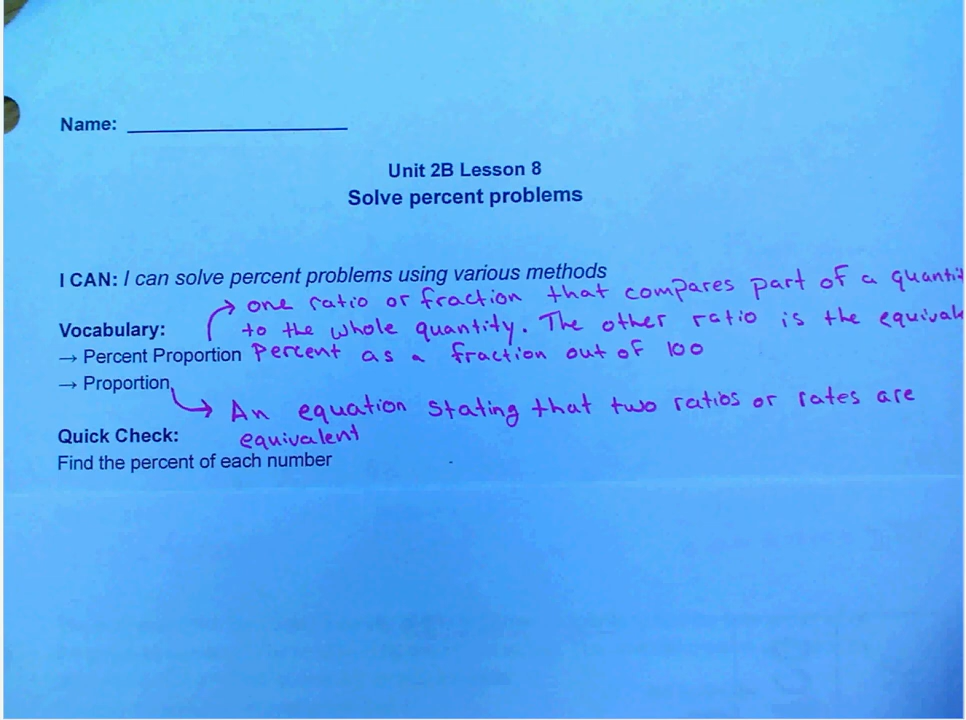 Name: ____________________
Unit 2B Lesson 8
Solve percent problems
I CAN: I can solve percent problems using various methods
→ one ratio or fraction that compares part of a quanti
Vocabulary: to the whole quantity. The other ratio is the equival
→ Percent Proportion Percent as a fraction out of 100
→ Proportion
→ An equation stating that two ratios or rates are
Quick Check: equivalent
Find the percent of each number